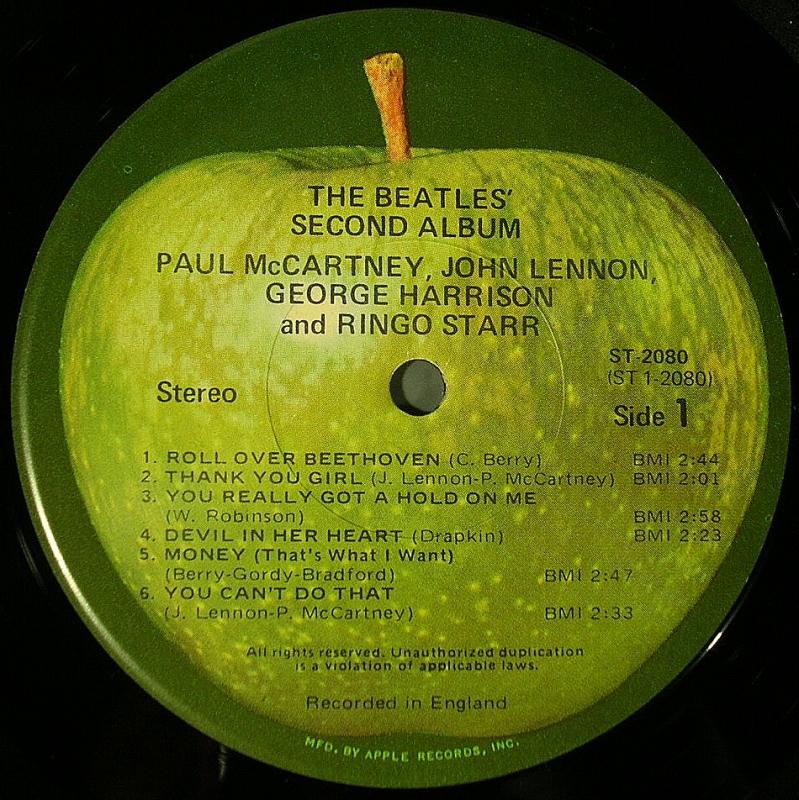 THE BEATLES'
SECOND ALBUM
PAUL McCARTNEY, JOHN LENNON,
GEORGE HARRISON
and RINGO STARR
ST-2080
(ST 1-2080)
Stereo
Side 1
1. ROLL OVER BEETHOVEN (C. Berry) BMI 2:44
2. THANK YOU GIRL (J. Lennon-P. McCartney) BMI 2:01
3. YOU REALLY GOT A HOLD ON ME
(W. Robinson) BMI 2:58
4. DEVIL IN HER HEART (Drapkin) BMI 2:23
5. MONEY (That's What I Want)
(Berry-Gordy-Bradford) BMI 2:47
6. YOU CAN'T DO THAT
(J. Lennon-P. McCartney) BMI 2:33
All rights reserved. Unauthorized duplication
is a violation of applicable laws.
Recorded in England
MFD. BY APPLE RECORDS, INC.